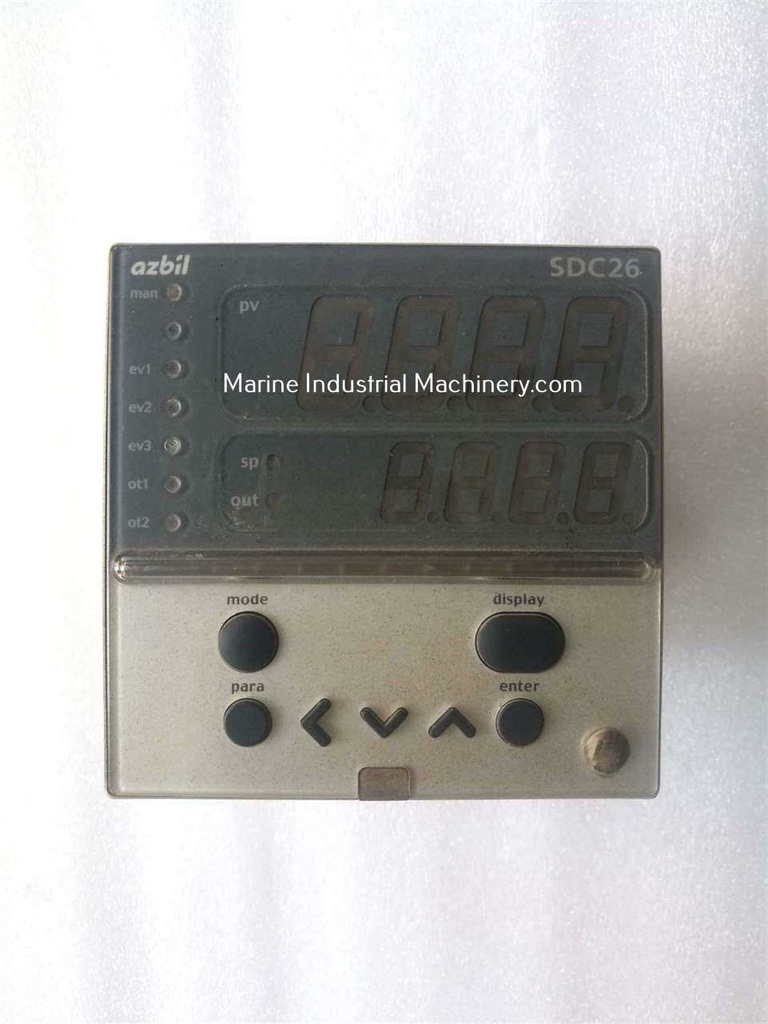 azbil
SDC26
man
pv
ev1
Marine Industrial Machinery.com
ev2
ev3
sp
ot1
out
ot2
mode
display
para
enter